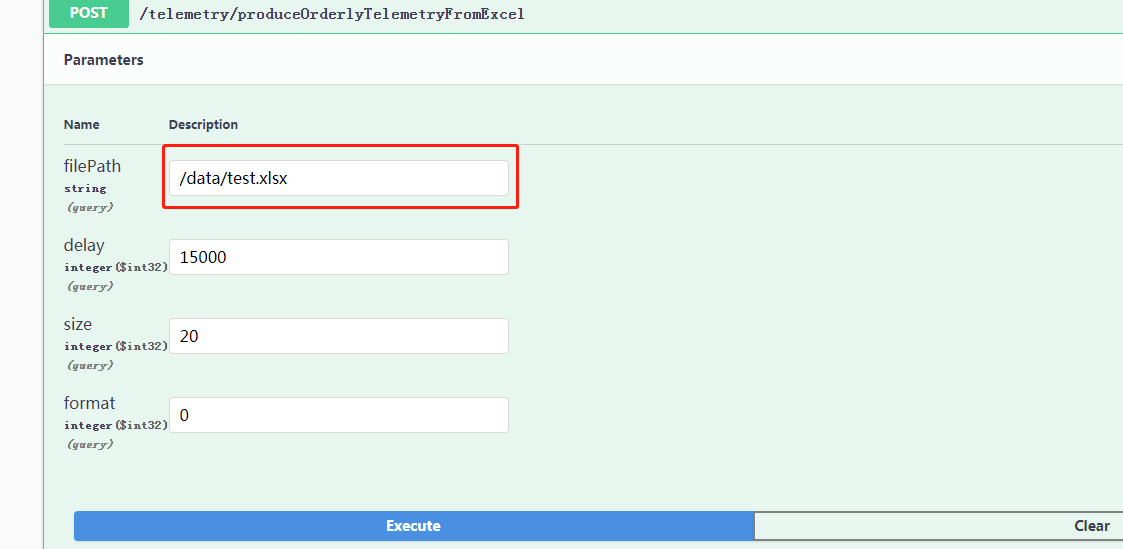 POST /telemetry/produceOrderlyTelemetryFromExcel
Parameters
Name Description
filePath
string
(query)
/data/test.xlsx
delay
integer($int32)
(query)
15000
size
integer($int32)
(query)
20
format
integer($int32)
(query)
0
Execute Clear